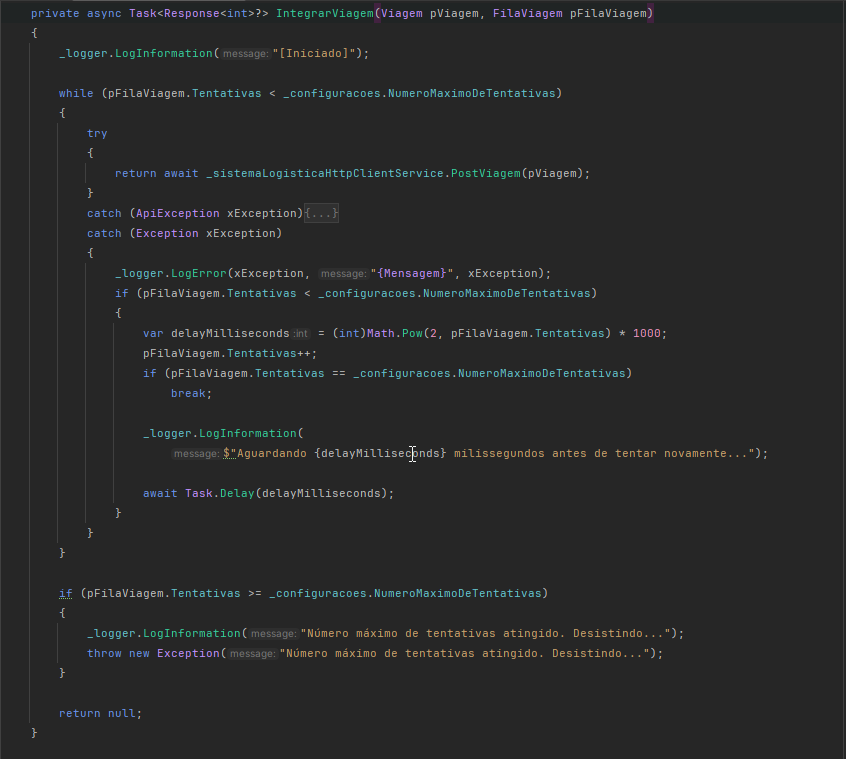 private async Task<Response<int>?> IntegrarViagem(Viagem pViagem, FilaViagem pFilaViagem)
{
_logger.LogInformation( message: "[Iniciado]");
while (pFilaViagem.Tentativas < _configuracoes.NumeroMaximoDeTentativas)
{
try
{
return await _sistemaLogisticaHttpClientService.PostViagem(pViagem);
}
catch (ApiException xException){...}
catch (Exception xException)
{
_logger.LogError(xException, message: "{Mensagem}", xException);
if (pFilaViagem.Tentativas < _configuracoes.NumeroMaximoDeTentativas)
{
var delayMilliseconds :int = (int)Math.Pow(2, pFilaViagem.Tentativas) * 1000;
pFilaViagem.Tentativas++;
if (pFilaViagem.Tentativas == _configuracoes.NumeroMaximoDeTentativas)
break;
_logger.LogInformation(
message: $"Aguardando {delayMilliseconds} milissegundos antes de tentar novamente...");
await Task.Delay(delayMilliseconds);
}
}
}
if (pFilaViagem.Tentativas >= _configuracoes.NumeroMaximoDeTentativas)
{
_logger.LogInformation( message: "Número máximo de tentativas atingido. Desistindo...");
throw new Exception( message: "Número máximo de tentativas atingido. Desistindo...");
}
return null;
}